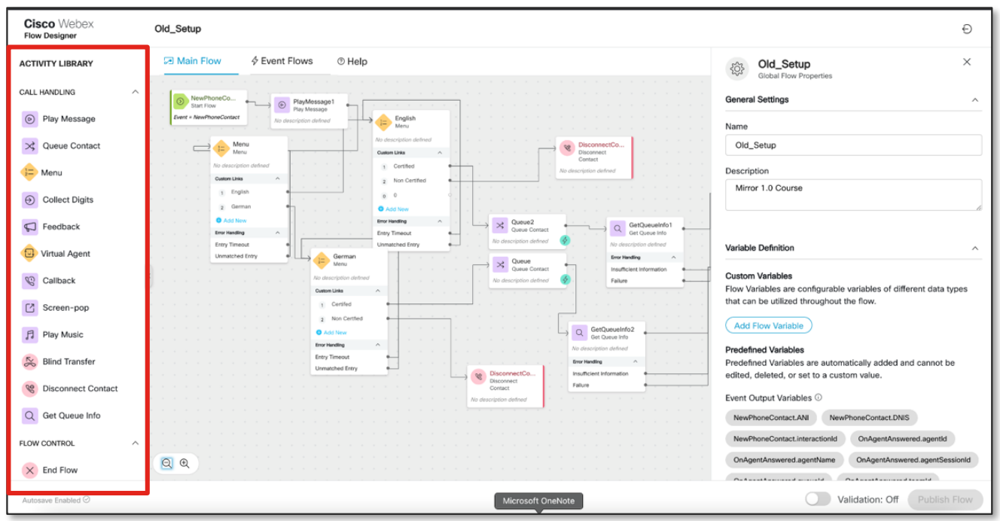 Cisco Webex
Flow Designer
Old_Setup
ACTIVITY LIBRARY
CALL HANDLING
Play Message
Queue Contact
Menu
Collect Digits
Feedback
Virtual Agent
Callback
Screen-pop
Play Music
Blind Transfer
Disconnect Contact
Get Queue Info
FLOW CONTROL
End Flow
Autosave Enabled
Main Flow
Event Flows
Help
NewPhoneCo...
Start Flow
Event = NewPhoneContact
PlayMessage1
Play Message
No description defined
Menu
Menu
No description defined
Custom Links
1 English
2 German
Add New
Error Handling
Entry Timeout
Unmatched Entry
English
Menu
No description defined
Custom Links
1 Certified
2 Non Certified
0 0
Add New
Error Handling
Entry Timeout
Unmatched Entry
German
Menu
No description defined
Custom Links
1 Certifed
2 Non Certfied
Add New
Error Handling
Entry Timeout
Unmatched Entry
DisconnectCo...
Disconnect
Contact
No description defined
Queue2
Queue Contact
No description defined
Queue
Queue Contact
No description defined
GetQueueInfo1
Get Queue Info
No description defined
Error Handling
Insufficient Information
Failure
GetQueueInfo2
Get Queue Info
No description defined
Error Handling
Insufficient Information
Failure
DisconnectCo...
Disconnect
Contact
No description defined
Old_Setup
Global Flow Properties
General Settings
Name
Old_Setup
Description
Mirror 1.0 Course
Variable Definition
Custom Variables
Flow Variables are configurable variables of different data types
that can be utilized throughout the flow.
Add Flow Variable
Predefined Variables
Predefined Variables are automatically added and cannot be
edited, deleted, or set to a custom value.
Event Output Variables
NewPhoneContact.ANI NewPhoneContact.DNIS
NewPhoneContact.interactionId OnAgentAnswered.agentId
OnAgentAnswered.agentName OnAgentAnswered.agentSessionId
OnAgentAnswered.queueId OnAgentAnswered.teamId
Microsoft OneNote
Validation: Off
Publish Flow